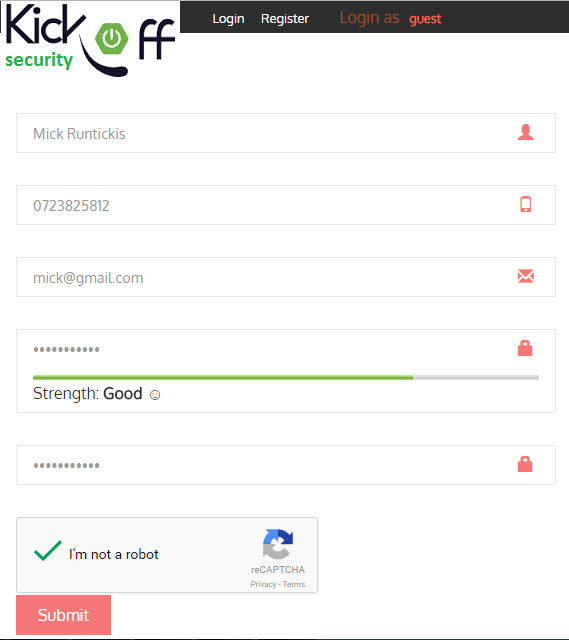 Kick Off
security
Login Register Login as guest
Mick Runtickis
0723825812
mick@gmail.com
•••••••••••
Strength: Good ☺
•••••••••••
I'm not a robot
reCAPTCHA
Privacy - Terms
Submit